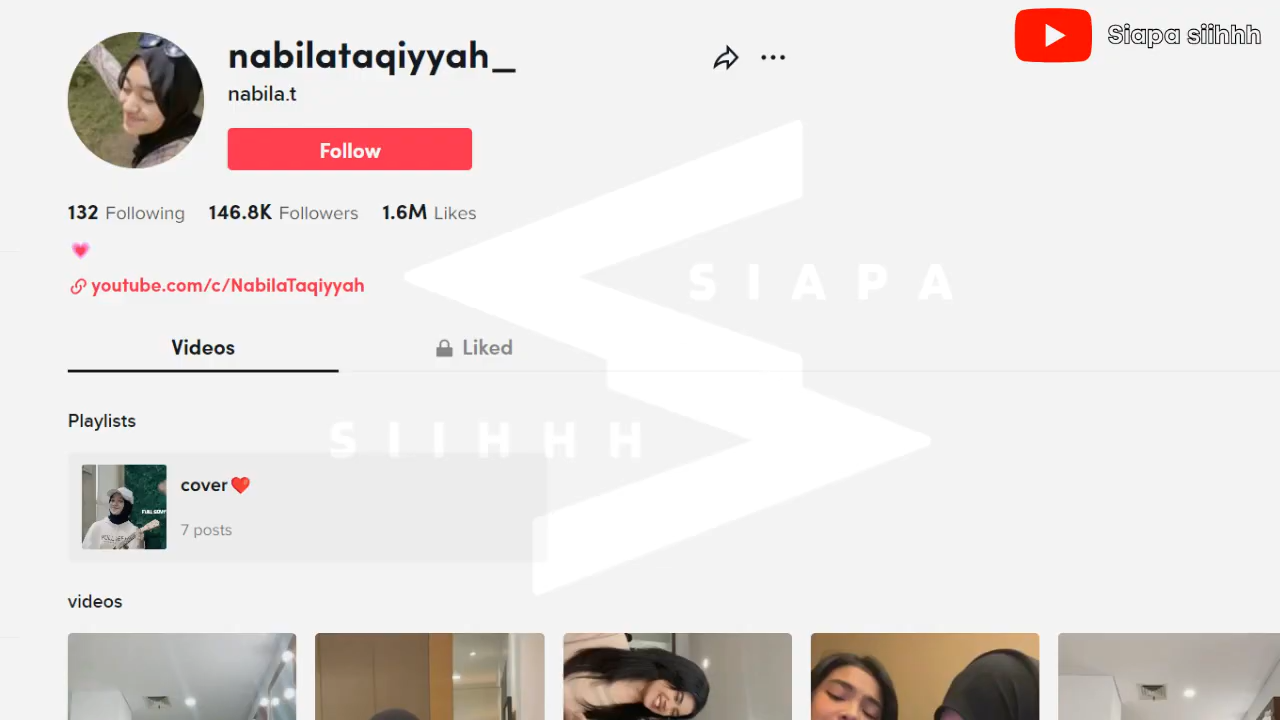 nabilataqiyyah_
nabila.t
Follow
132 Following 146.8K Followers 1.6M Likes
youtube.com/c/NabilaTaqiyyah
Videos Liked
Playlists
cover
7 posts
videos
Siapa siihhh
SIAPA
SIIHHH